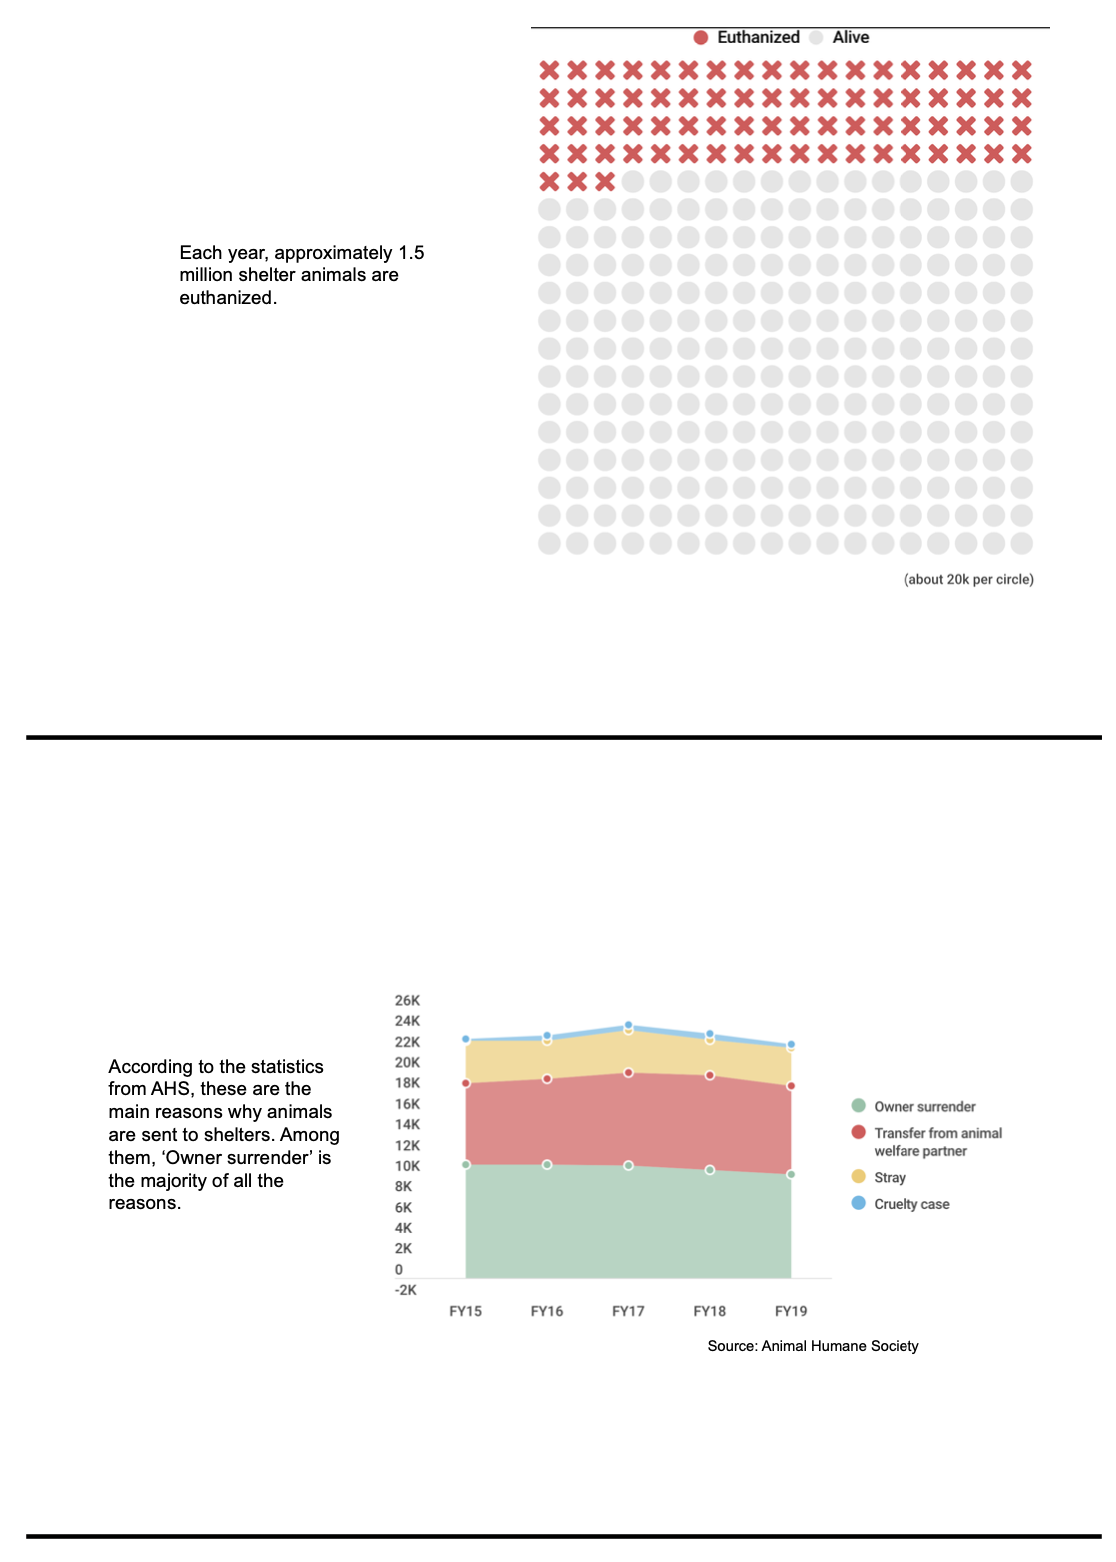 Euthanized Alive
Each year, approximately 1.5
million shelter animals are
euthanized.
(about 20k per circle)
According to the statistics
from AHS, these are the
main reasons why animals
are sent to shelters. Among
them, ‘Owner surrender’ is
the majority of all the
reasons.
26K
24K
22K
20K
18K
16K
14K
12K
10K
8K
6K
4K
2K
0
-2K
FY15 FY16 FY17 FY18 FY19
Owner surrender
Transfer from animal
welfare partner
Stray
Cruelty case
Source: Animal Humane Society